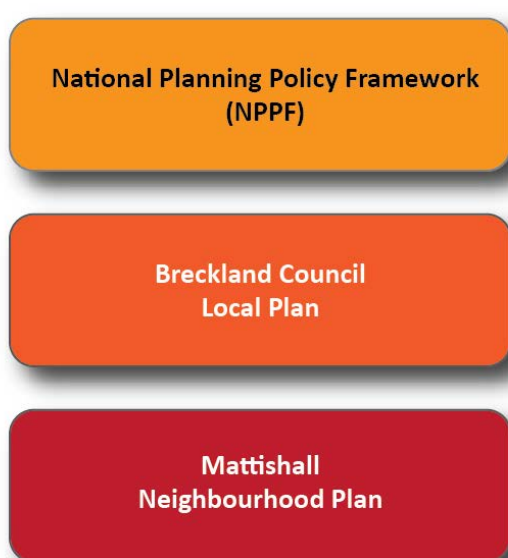 National Planning Policy Framework
(NPPF)
Breckland Council
Local Plan
Mattishall
Neighbourhood Plan